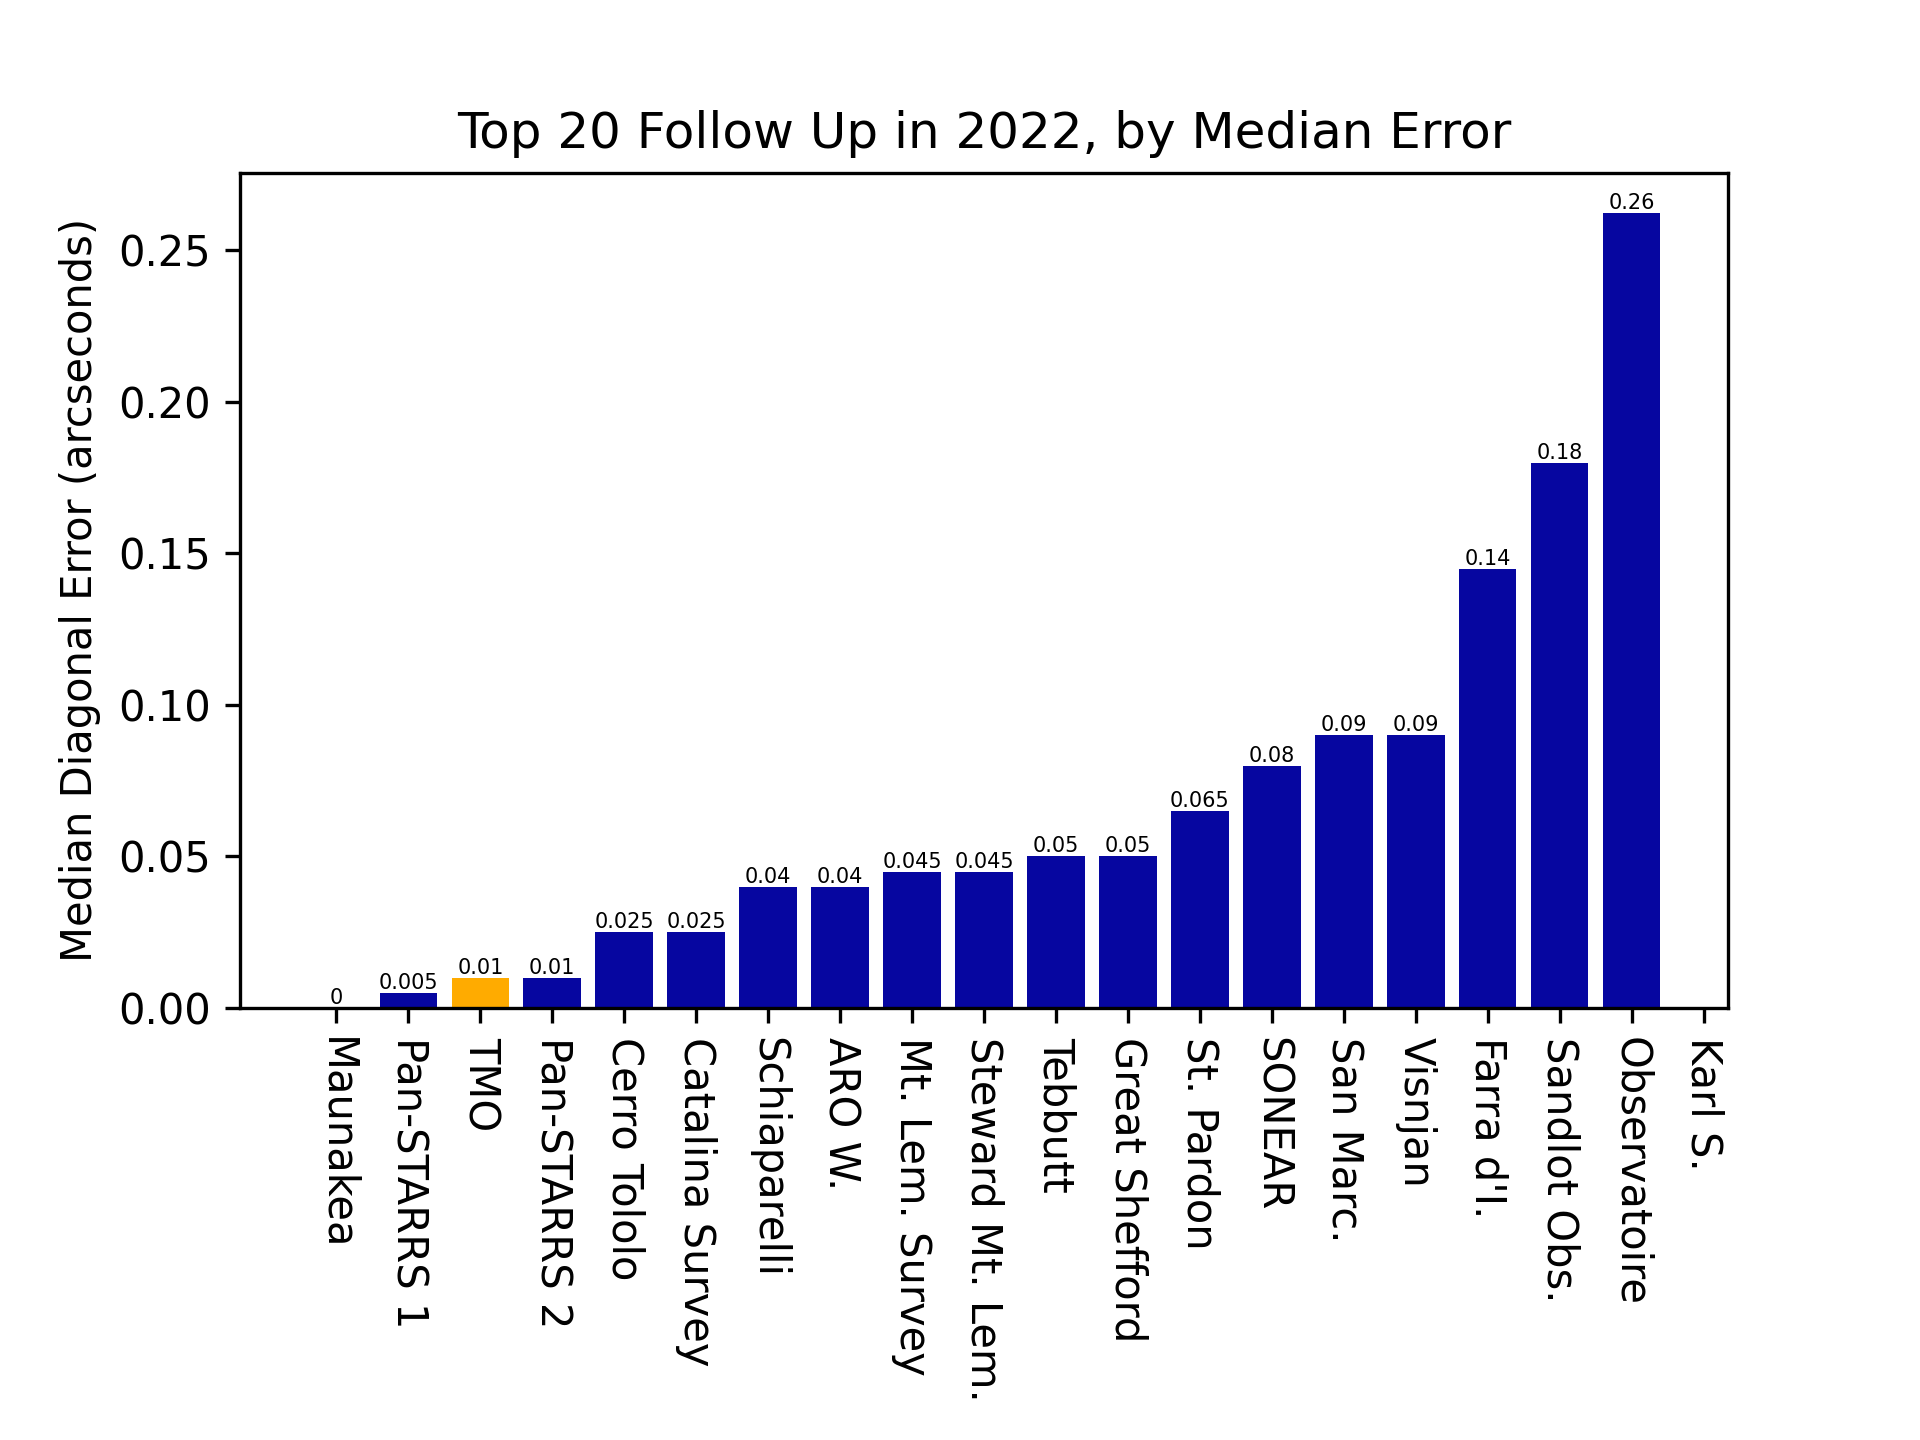 Top 20 Follow Up in 2022, by Median Error
Median Diagonal Error (arcseconds)
0.25
0.20
0.15
0.10
0.05
0.00
0
0.005
0.01
0.01
0.025
0.025
0.04
0.04
0.045
0.045
0.05
0.05
0.065
0.08
0.09
0.09
0.14
0.18
0.26
Maunakea
Pan-STARRS 1
TMO
Pan-STARRS 2
Cerro Tololo
Catalina Survey
Schiaparelli
ARO W.
Mt. Lem. Survey
Steward Mt. Lem.
Tebbutt
Great Shefford
St. Pardon
SONEAR
San Marc.
Visnjan
Farra d'I.
Sandlot Obs.
Observatoire
Karl S.